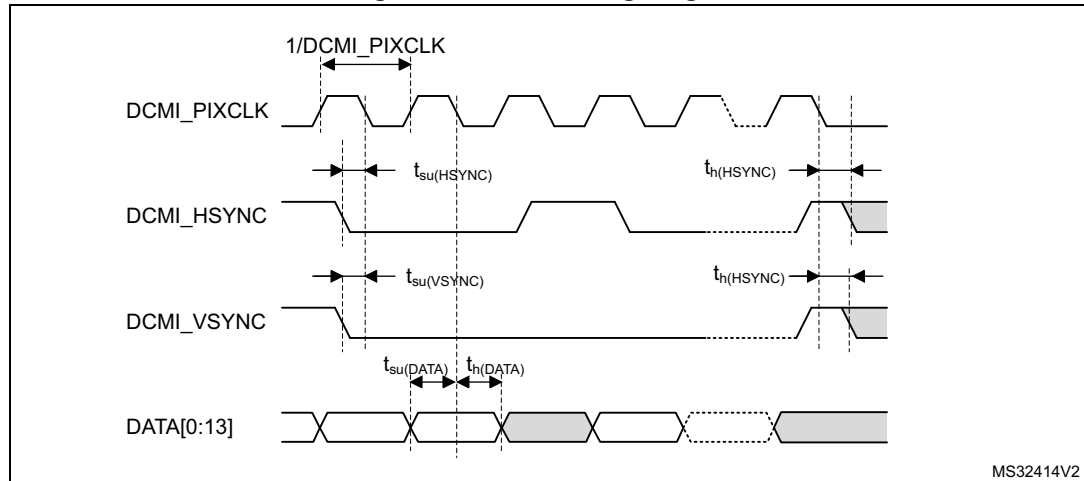 1/DCMI_PIXCLK
DCMI_PIXCLK
tsu(HSYNC)
th(HSYNC)
DCMI_HSYNC
tsu(VSYNC)
th(HSYNC)
DCMI_VSYNC
tsu(DATA) th(DATA)
DATA[0:13]
MS32414V2